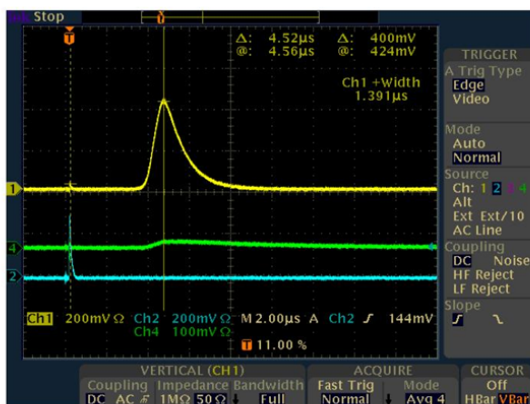 Stop
Δ: 4.52µs Δ: 400mV
@: 4.56µs @: 424mV
Ch1 +Width
1.391µs
1
4
2
Ch1 200mV Ω Ch2 200mV Ω M 2.00µs A Ch2 ʃ 144mV
Ch4 100mV Ω
T 11.00 %
TRIGGER
A Trig Type
Edge
Video
Mode
Auto
Normal
Source
Ch: 1 2 3 4
Alt
Ext Ext/10
AC Line
Coupling
DC Noise
HF Reject
LF Reject
Slope
VERTICAL (CH1)
Coupling Impedance Bandwidth
DC AC 1MΩ 50 Ω Full
ACQUIRE
Fast Trig Mode
Normal Avg 4
CURSOR
Off
HBar VBar